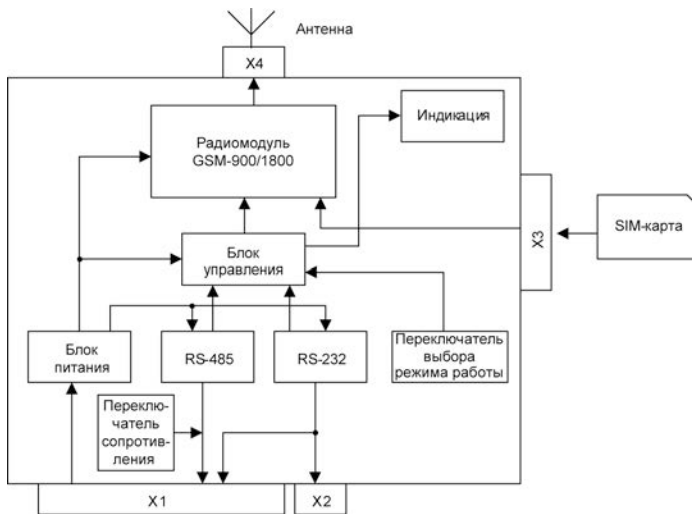 Антенна
X4
Индикация
Радиомодуль
GSM-900/1800
SIM-карта
X3
Блок
управления
Блок
питания
RS-485
RS-232
Переключатель
выбора
режима работы
Переклю-
чатель
сопротив-
ления
X1
X2